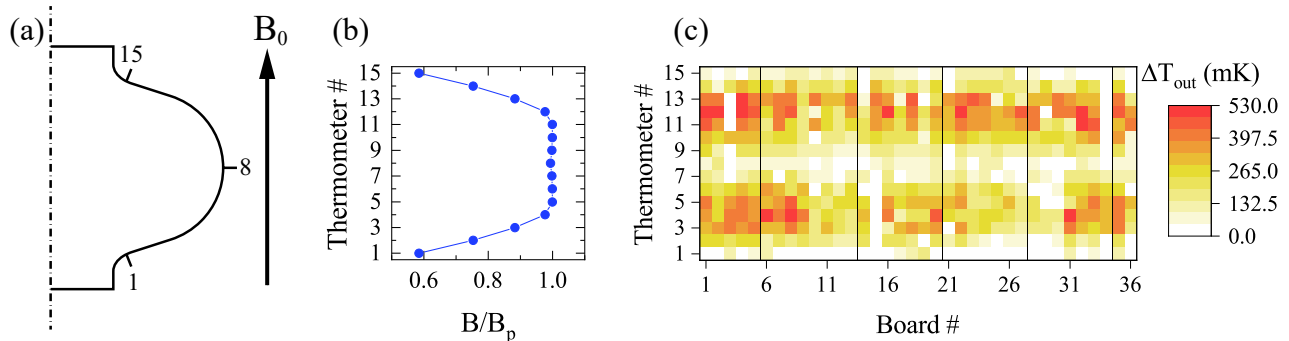 (a)
B₀
15
8
1
(b)
Thermometer #
15
13
11
9
7
5
3
1
0.6 0.8 1.0
B/Bₚ
(c)
Thermometer #
15
13
11
9
7
5
3
1
1 6 11 16 21 26 31 36
Board #
ΔTₒᵤₜ (mK)
530.0
397.5
265.0
132.5
0.0